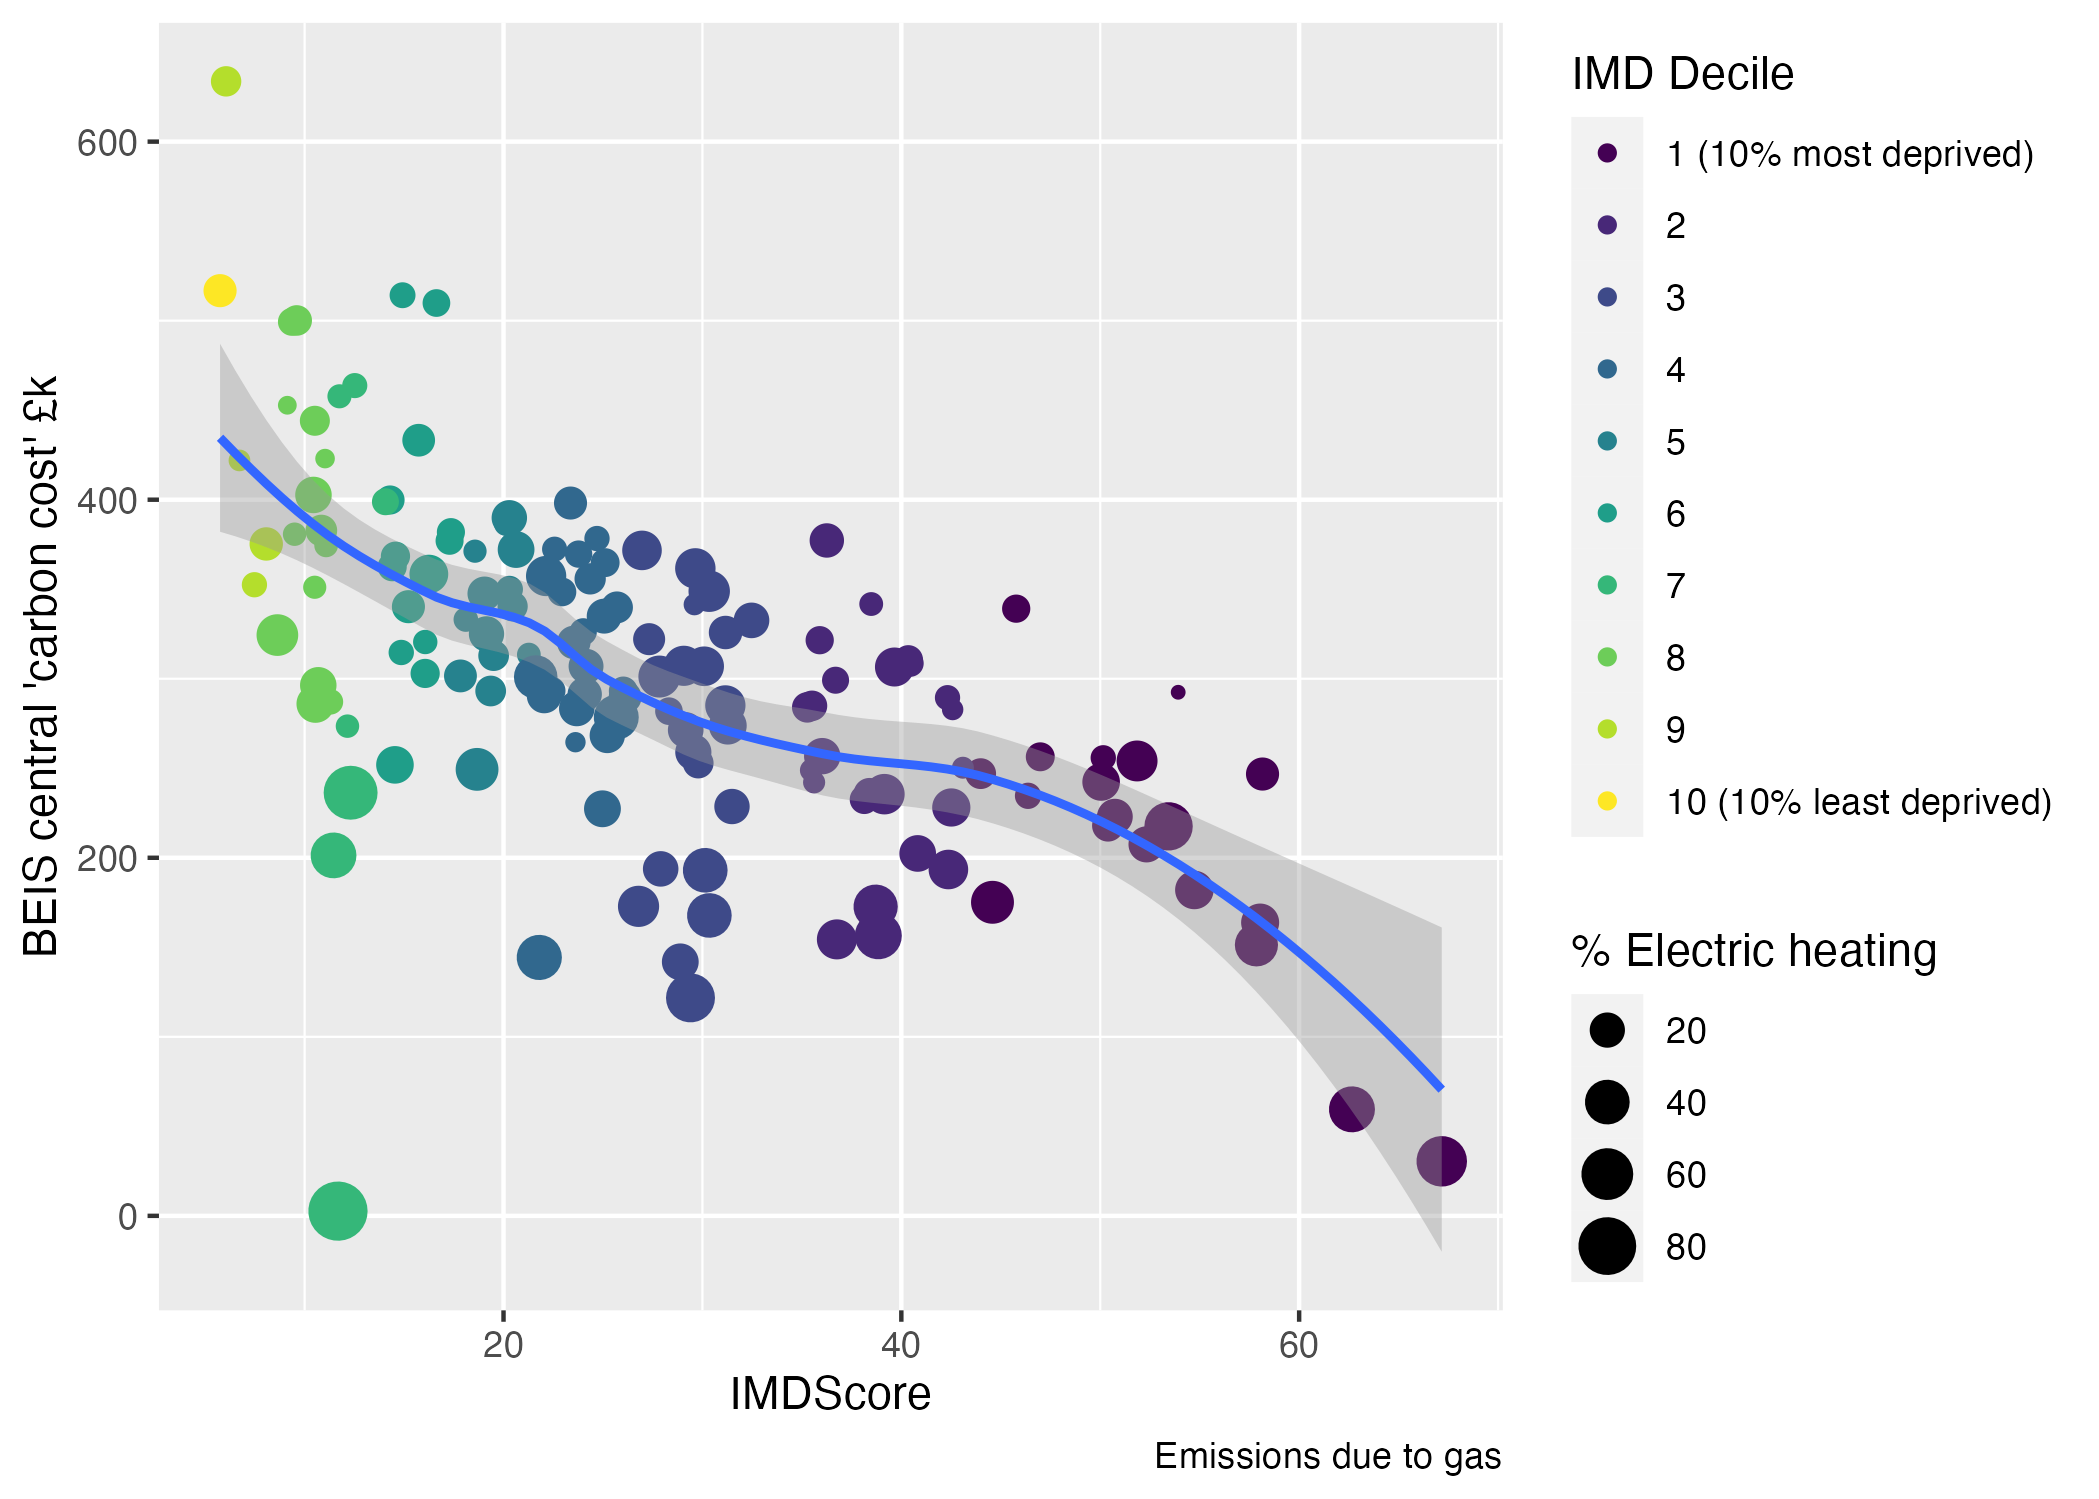 BEIS central 'carbon cost' £k
600
400
200
0
20
40
60
IMDScore
Emissions due to gas
IMD Decile
1 (10% most deprived)
2
3
4
5
6
7
8
9
10 (10% least deprived)
% Electric heating
20
40
60
80